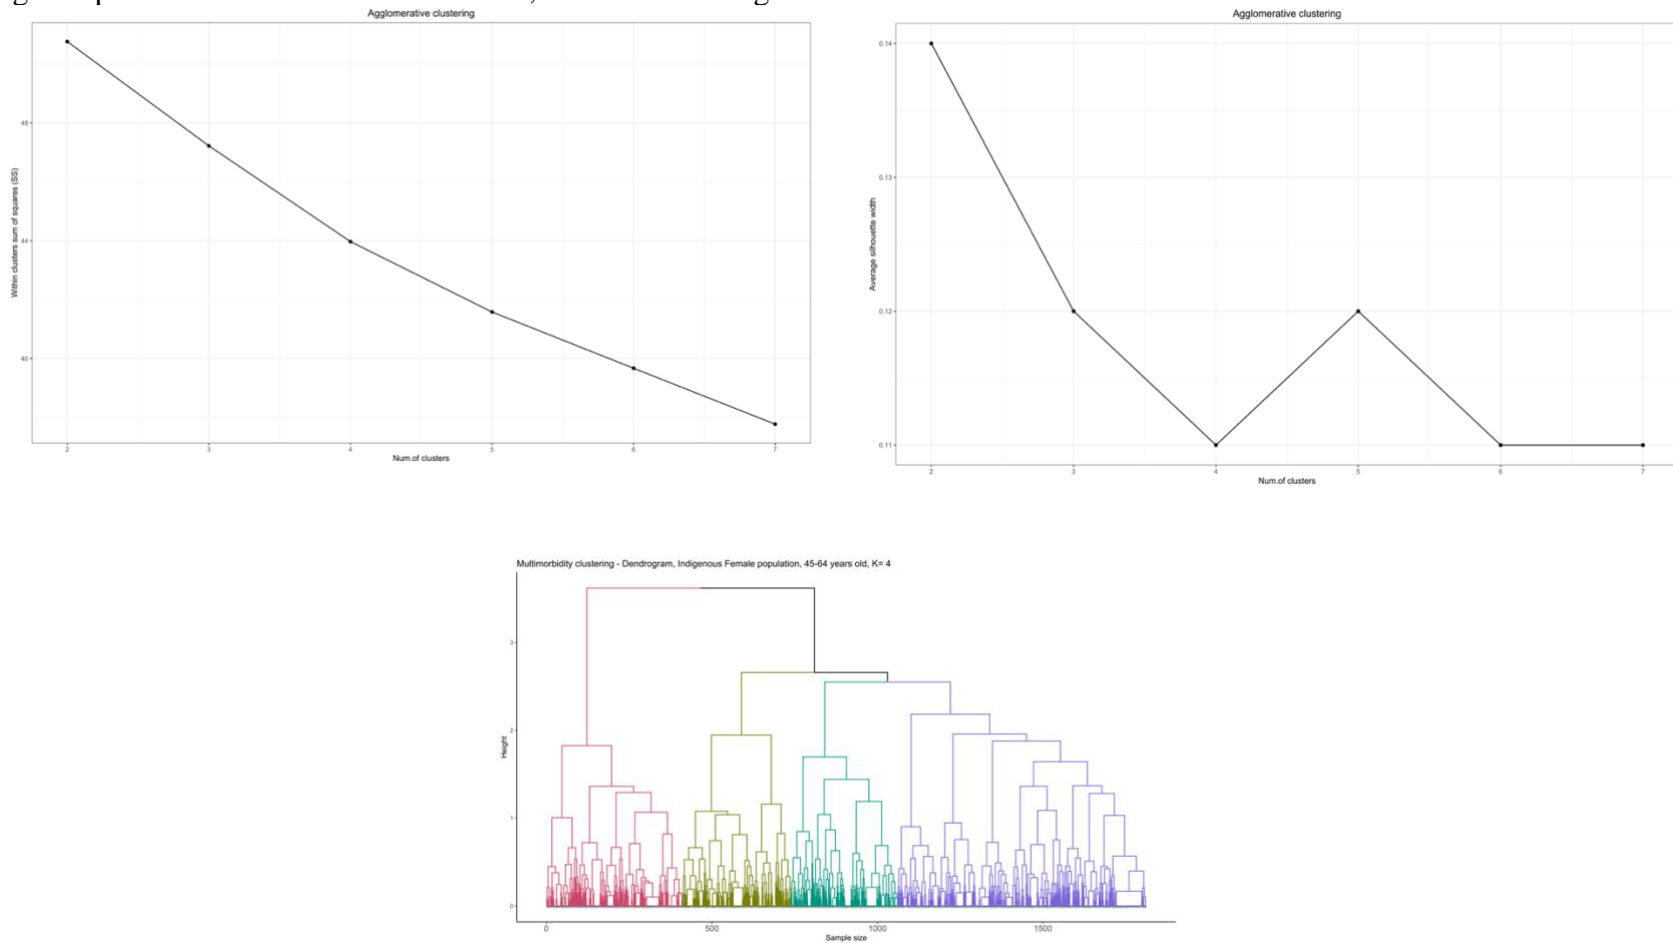 Agglomerative clustering
48
44
40
Within clusters sum of squares (SS)
2 3 4 5 6 7
Num.of clusters
Agglomerative clustering
0.14
0.13
0.12
0.11
Average silhouette width
2 3 4 5 6 7
Num.of clusters
Multimorbidity clustering - Dendrogram, Indigenous Female population, 45-64 years old, K= 4
3
2
1
0
Height
0 500 1000 1500
Sample size